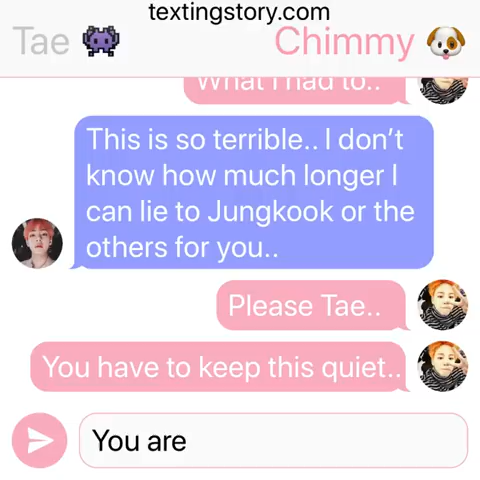 textingstory.com
Tae 👾 Chimmy 🐶
What I had to..
This is so terrible.. I don't
know how much longer I
can lie to Jungkook or the
others for you..
Please Tae..
You have to keep this quiet..
You are